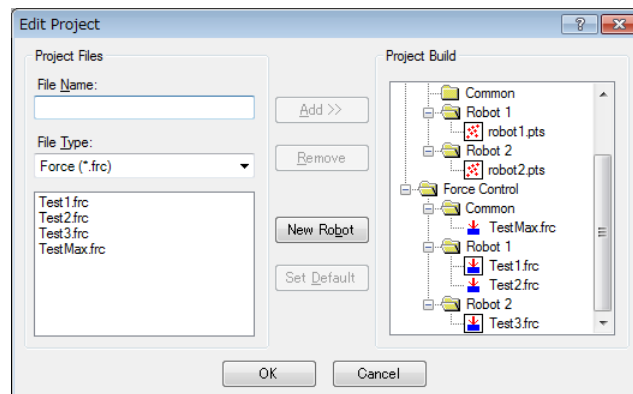 Edit Project
Project Files
File Name:
File Type:
Force (*.frc)
Test1.frc
Test2.frc
Test3.frc
TestMax.frc
Add >>
Remove
New Robot
Set Default
Project Build
Common
Robot 1
robot1.pts
Robot 2
robot2.pts
Force Control
Common
TestMax.frc
Robot 1
Test1.frc
Test2.frc
Robot 2
Test3.frc
OK
Cancel